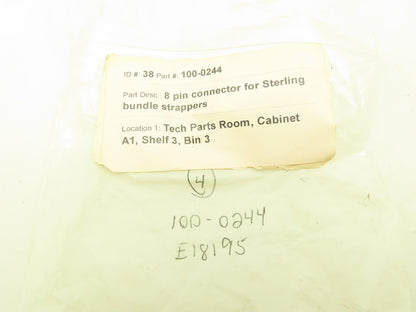 ID #: 38 Part #: 100-0244
Part Desc.: 8 pin connector for Sterling
bundle strappers
Location 1: Tech Parts Room, Cabinet
A1, Shelf 3, Bin 3
4
100-0244
E18195